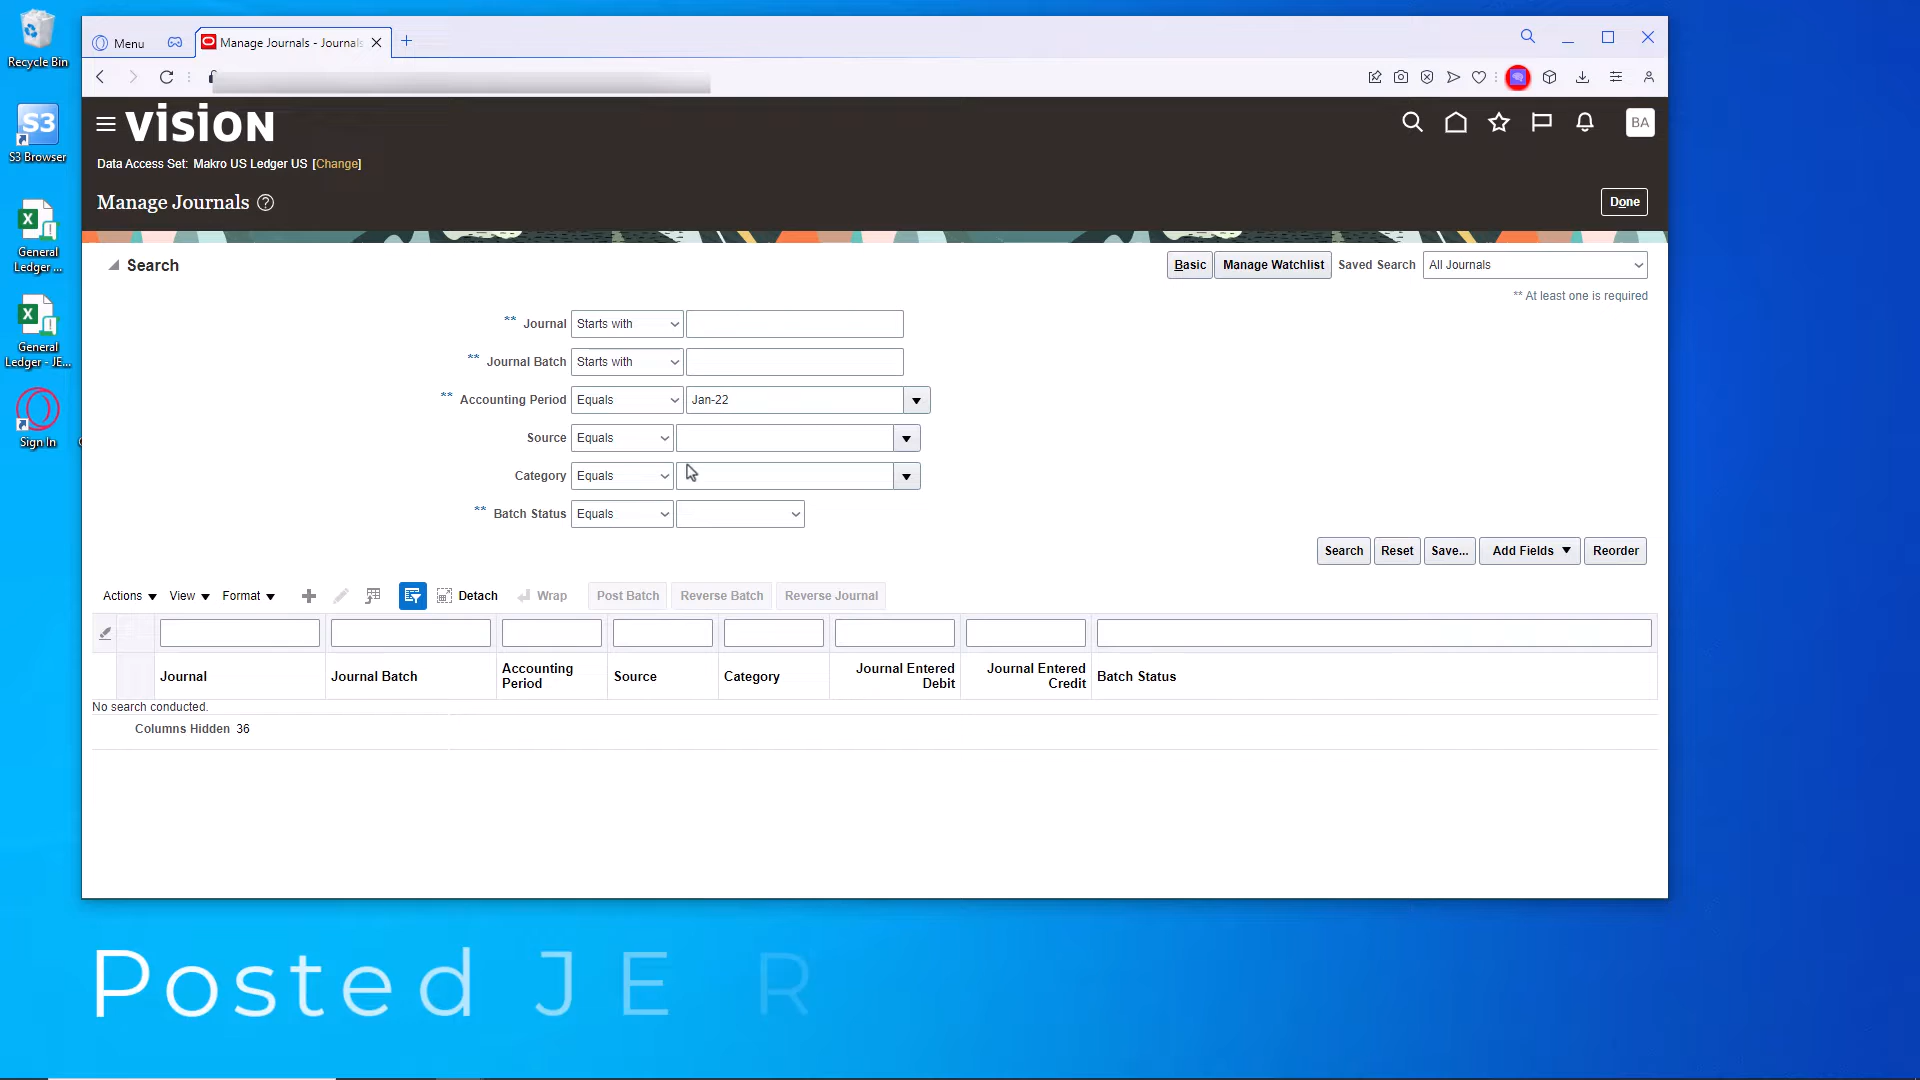 Recycle Bin
S3
S3 Browser
General
Ledger ...
General
Ledger - JE...
Sign In
Menu
Manage Journals - Journals
vision
BA
Data Access Set: Makro US Ledger US [Change]
Manage Journals
Done
Search
Basic
Manage Watchlist
Saved Search
All Journals
** At least one is required
** Journal Starts with
** Journal Batch Starts with
** Accounting Period Equals Jan-22
Source Equals
Category Equals
** Batch Status Equals
Search
Reset
Save...
Add Fields
Reorder
Actions
View
Format
Detach
Wrap
Post Batch
Reverse Batch
Reverse Journal
Journal
Journal Batch
Accounting
Period
Source
Category
Journal Entered
Debit
Journal Entered
Credit
Batch Status
No search conducted.
Columns Hidden 36
Posted JE R